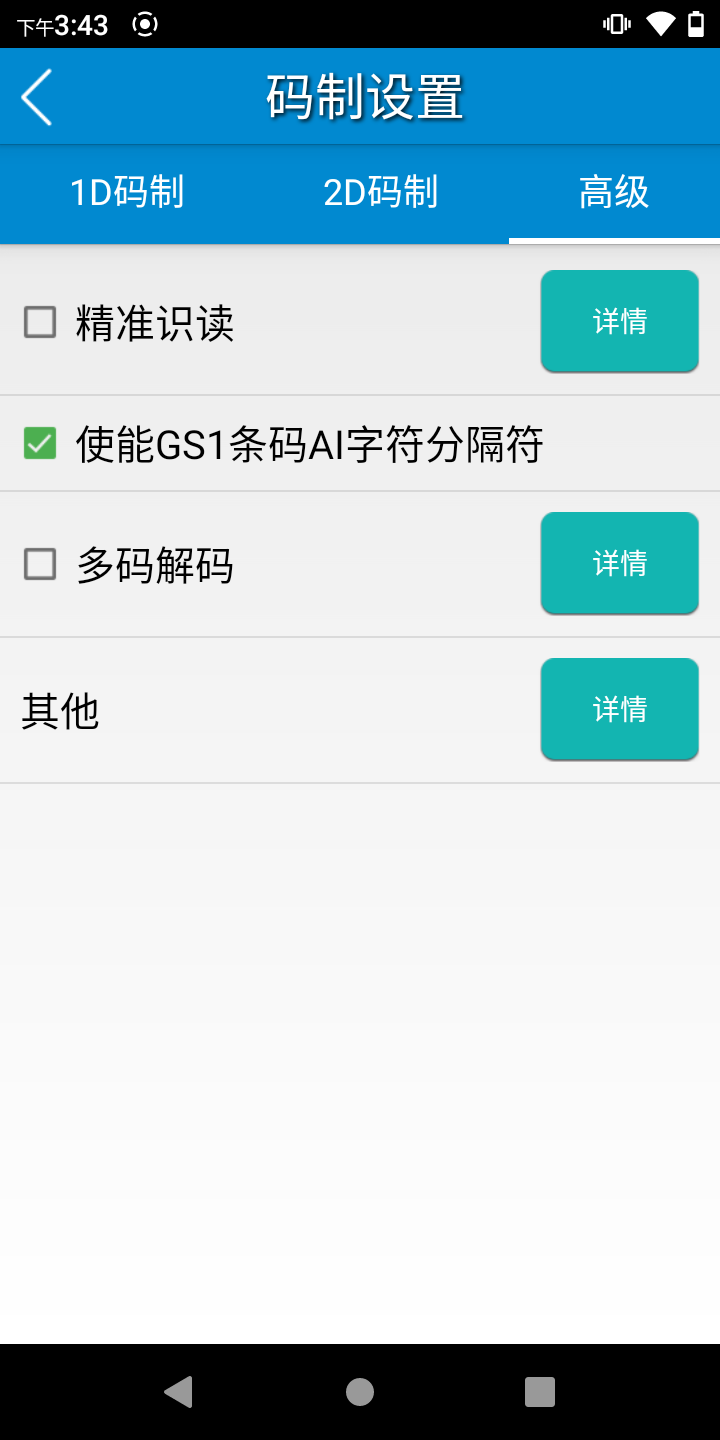 下午3:43
码制设置
1D码制 2D码制 高级
精准识读 详情
使能GS1条码AI字符分隔符
多码解码 详情
其他 详情